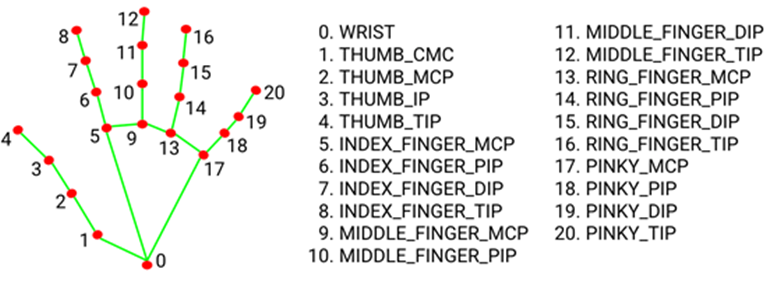 12
8
16
11
7
15
10
6
14
20
5
9
13
19
4
18
3
17
2
1
0
0. WRIST
1. THUMB_CMC
2. THUMB_MCP
3. THUMB_IP
4. THUMB_TIP
5. INDEX_FINGER_MCP
6. INDEX_FINGER_PIP
7. INDEX_FINGER_DIP
8. INDEX_FINGER_TIP
9. MIDDLE_FINGER_MCP
10. MIDDLE_FINGER_PIP
11. MIDDLE_FINGER_DIP
12. MIDDLE_FINGER_TIP
13. RING_FINGER_MCP
14. RING_FINGER_PIP
15. RING_FINGER_DIP
16. RING_FINGER_TIP
17. PINKY_MCP
18. PINKY_PIP
19. PINKY_DIP
20. PINKY_TIP